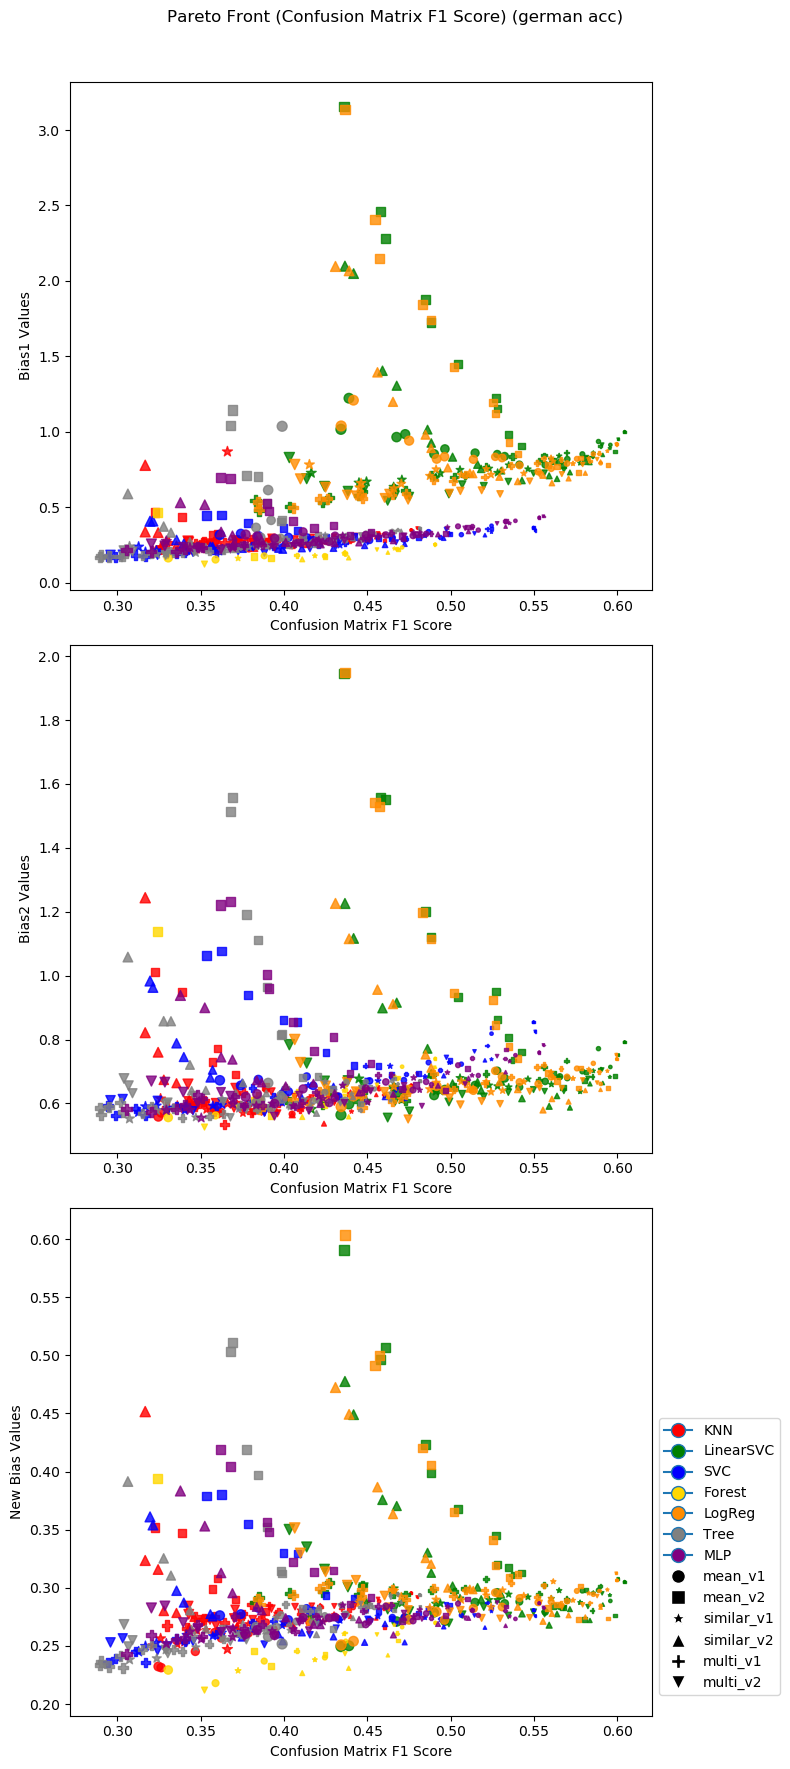 Pareto Front (Confusion Matrix F1 Score) (german acc)
3.0
2.5
2.0
1.5
1.0
0.5
0.0
Bias1 Values
0.30 0.35 0.40 0.45 0.50 0.55 0.60
Confusion Matrix F1 Score
2.0
1.8
1.6
1.4
1.2
1.0
0.8
0.6
Bias2 Values
0.30 0.35 0.40 0.45 0.50 0.55 0.60
Confusion Matrix F1 Score
0.60
0.55
0.50
0.45
0.40
0.35
0.30
0.25
0.20
New Bias Values
0.30 0.35 0.40 0.45 0.50 0.55 0.60
Confusion Matrix F1 Score
KNN
LinearSVC
SVC
Forest
LogReg
Tree
MLP
mean_v1
mean_v2
similar_v1
similar_v2
multi_v1
multi_v2